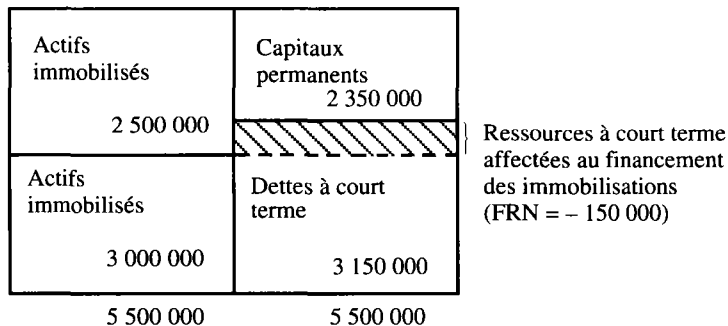 Actifs
immobilisés
2 500 000
Capitaux
permanents
2 350 000
Actifs
immobilisés
3 000 000
Dettes à court
terme
3 150 000
Ressources à court terme
affectées au financement
des immobilisations
(FRN = – 150 000)
5 500 000
5 500 000